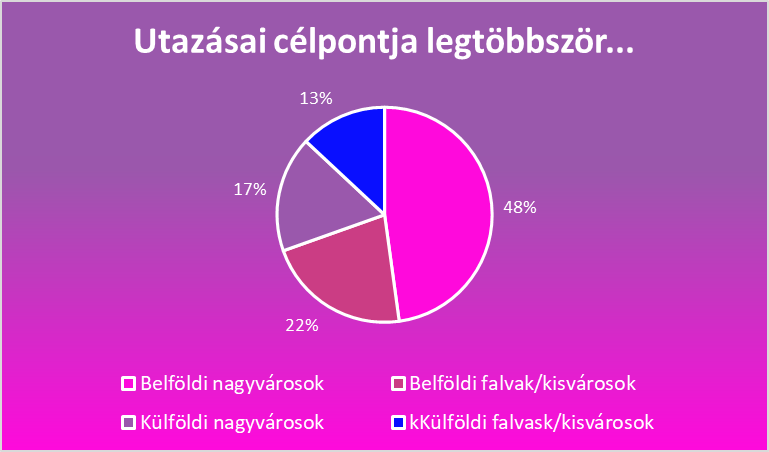 Utazásai célpontja legtöbbször...
13%
17%
48%
22%
Belföldi nagyvárosok
Belföldi falvak/kisvárosok
Külföldi nagyvárosok
kKülföldi falvask/kisvárosok